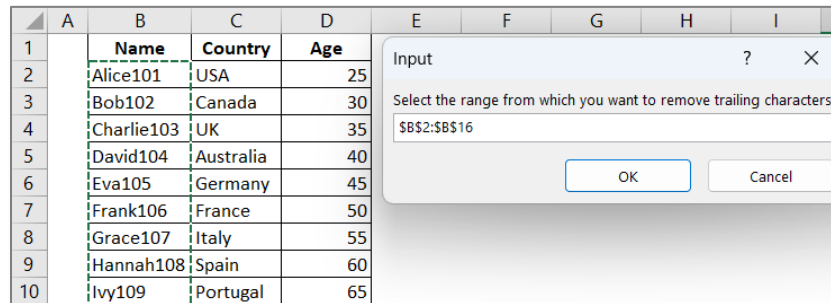 A B C D E F G H I
1 Name Country Age
2 Alice101 USA 25
3 Bob102 Canada 30
4 Charlie103 UK 35
5 David104 Australia 40
6 Eva105 Germany 45
7 Frank106 France 50
8 Grace107 Italy 55
9 Hannah108 Spain 60
10 Ivy109 Portugal 65
Input ? ×
Select the range from which you want to remove trailing characters
$B$2:$B$16
OK Cancel